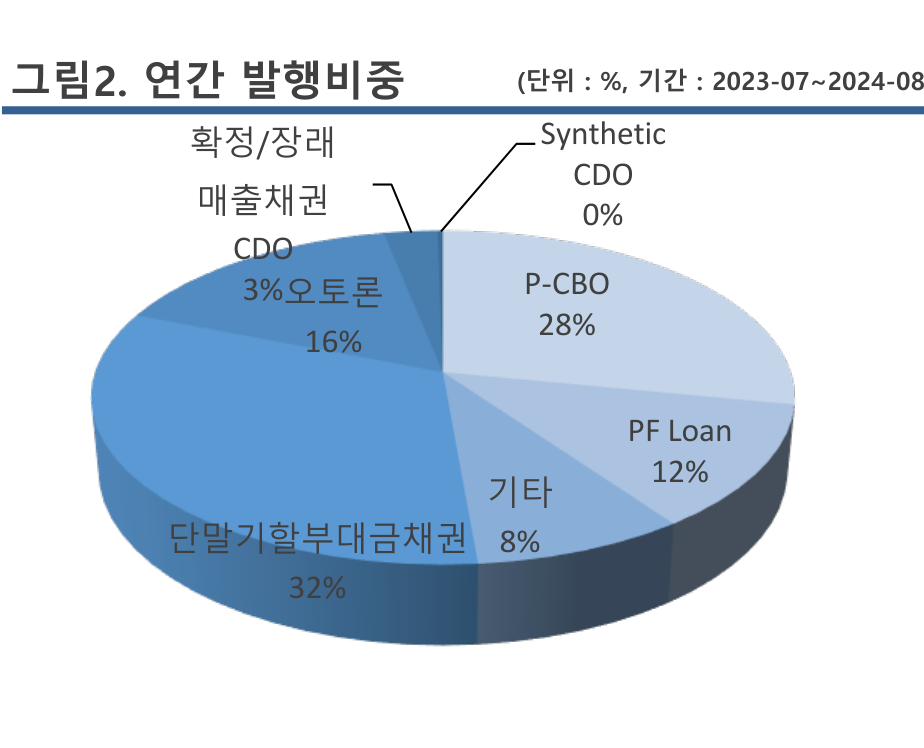 그림2. 연간 발행비중
(단위 : %, 기간 : 2023-07~2024-08
확정/장래
매출채권
CDO
3%
Synthetic
CDO
0%
오토론
16%
P-CBO
28%
PF Loan
12%
기타
8%
단말기할부대금채권
32%